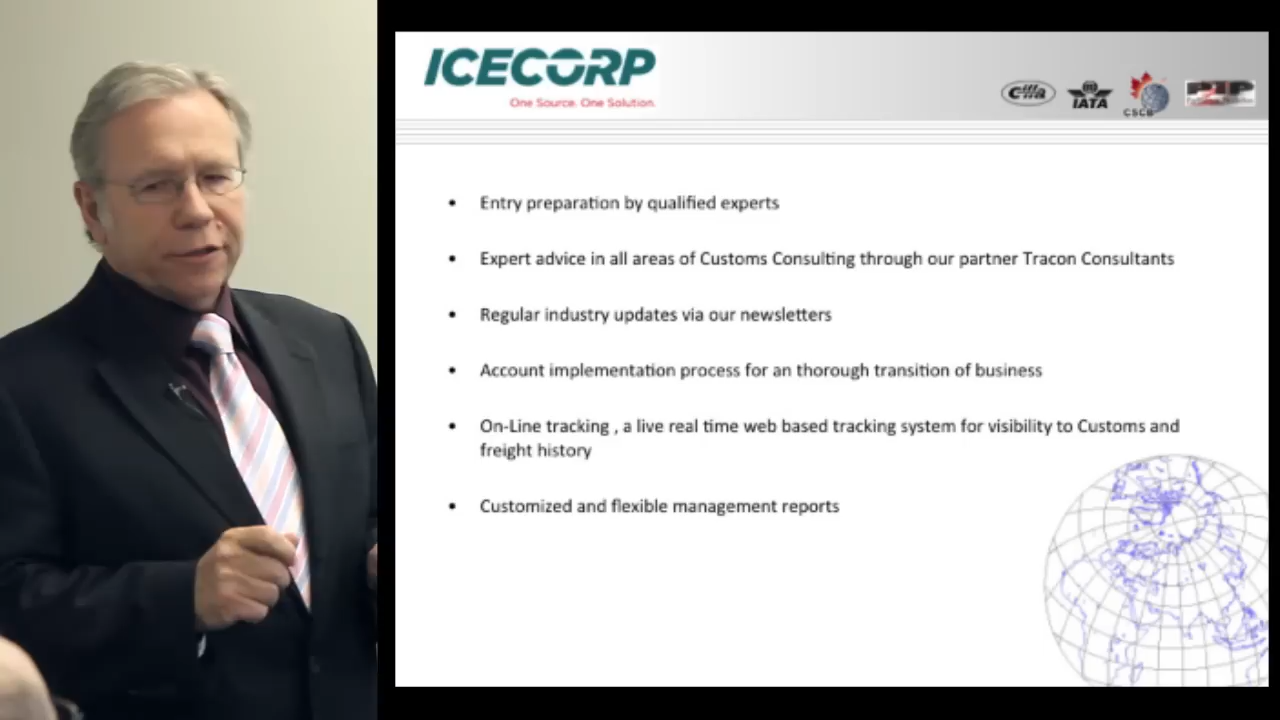 ICECORP
One Source. One Solution.
IATA
CSCB
• Entry preparation by qualified experts
• Expert advice in all areas of Customs Consulting through our partner Tracon Consultants
• Regular industry updates via our newsletters
• Account implementation process for an thorough transition of business
• On-Line tracking , a live real time web based tracking system for visibility to Customs and
freight history
• Customized and flexible management reports